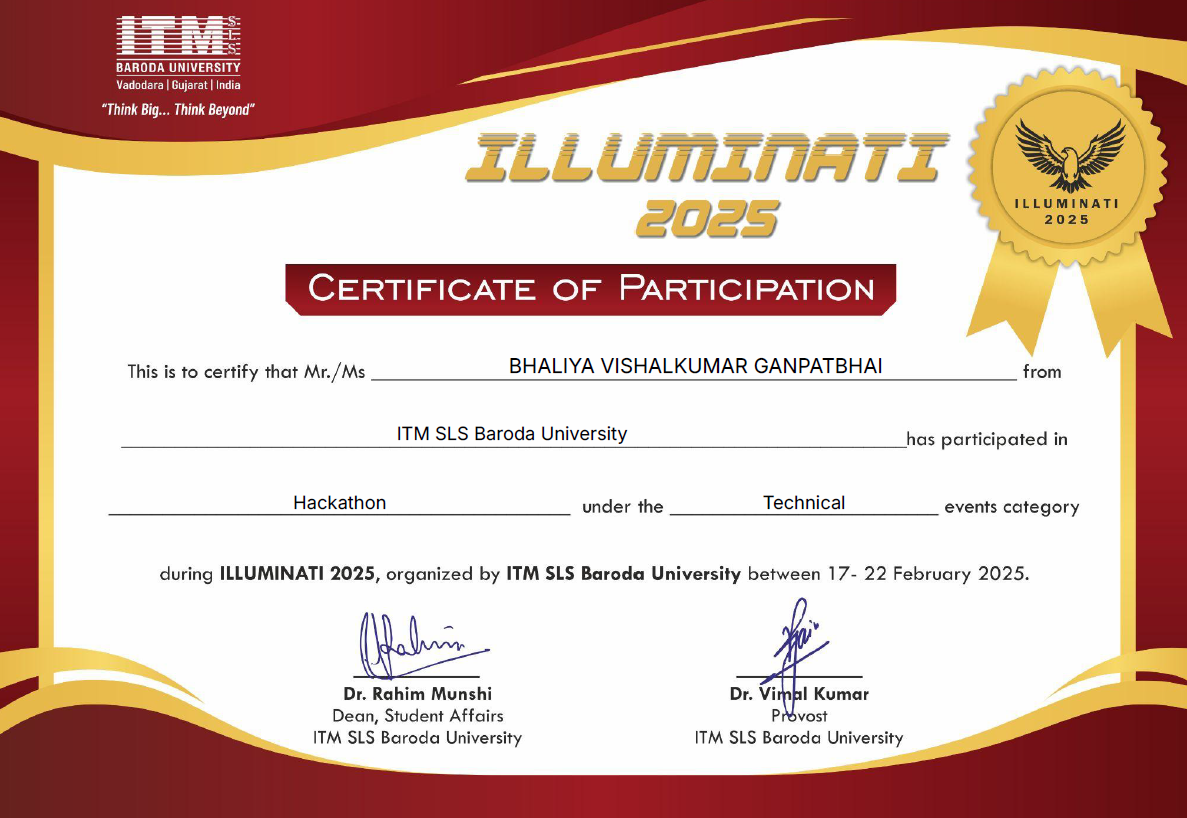 ITM SLS
BARODA UNIVERSITY
Vadodara | Gujarat | India
"Think Big... Think Beyond"
ILLUMINATI
2025
ILLUMINATI
2025
CERTIFICATE OF PARTICIPATION
This is to certify that Mr./Ms BHALIYA VISHALKUMAR GANPATBHAI from
ITM SLS Baroda University has participated in
Hackathon under the Technical events category
during ILLUMINATI 2025, organized by ITM SLS Baroda University between 17- 22 February 2025.
Dr. Rahim Munshi
Dean, Student Affairs
ITM SLS Baroda University
Dr. Vimal Kumar
Provost
ITM SLS Baroda University